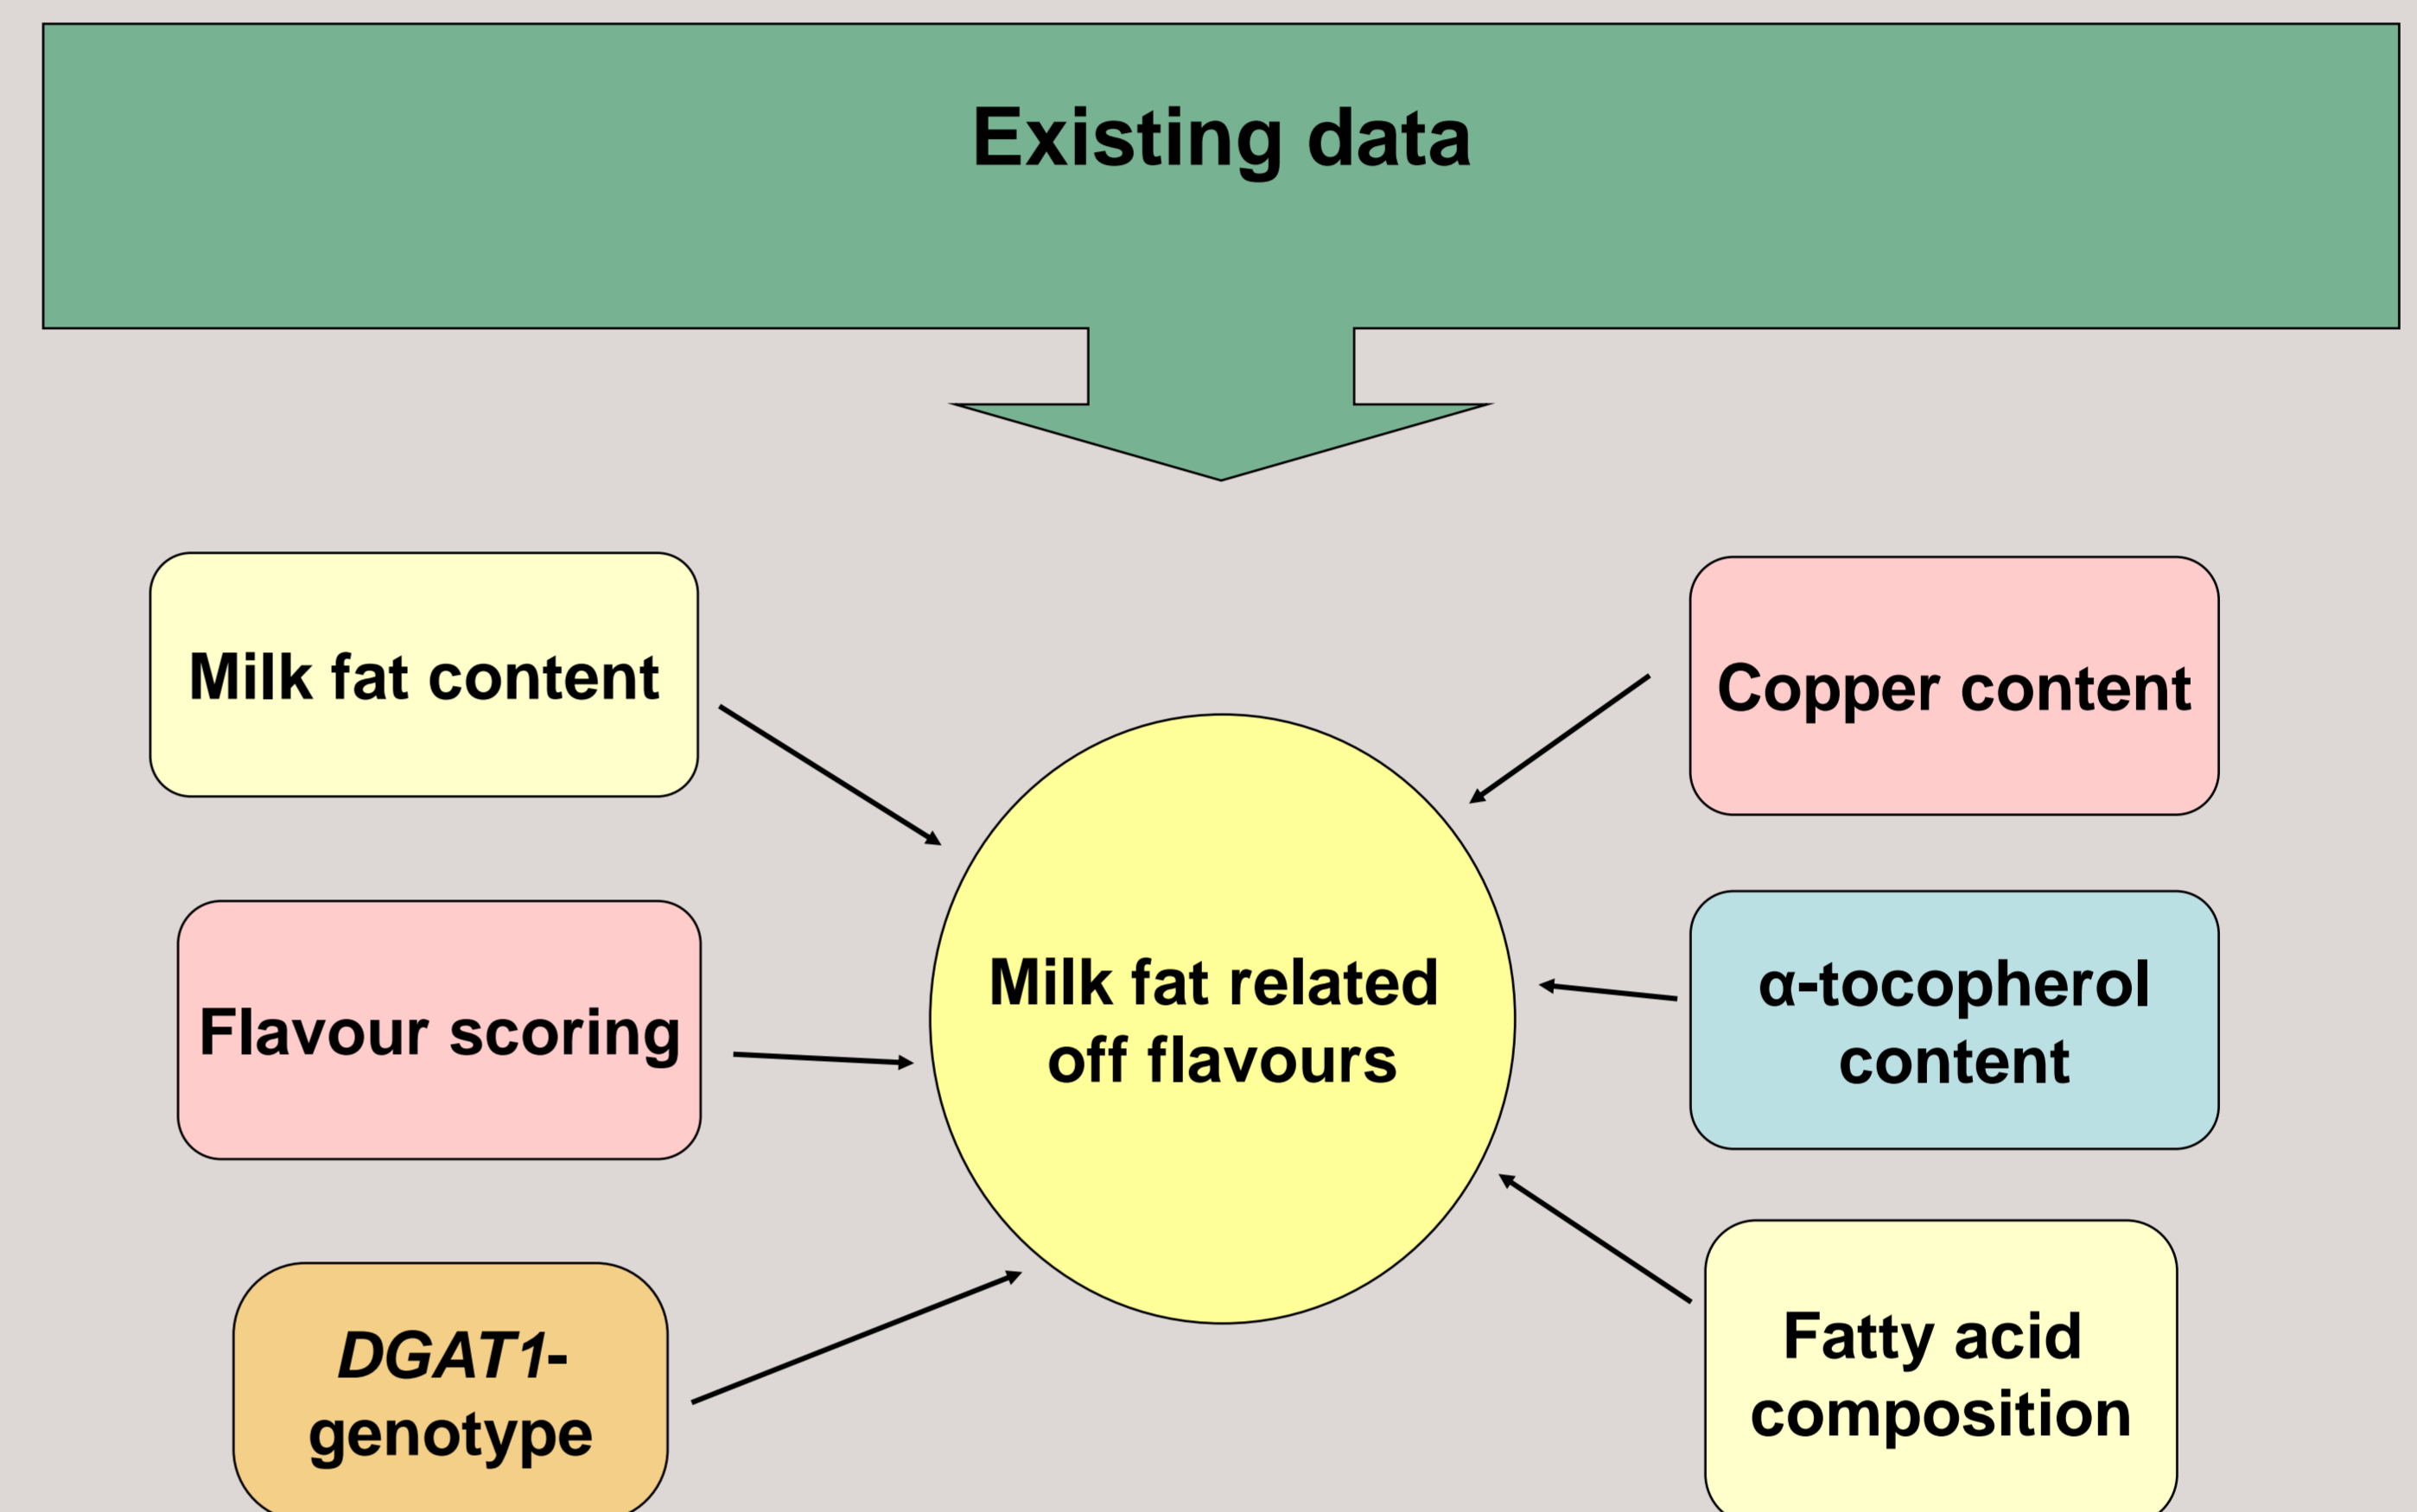 Existing data
Milk fat content
Copper content
Flavour scoring
Milk fat related
off flavours
α-tocopherol
content
DGAT1-
genotype
Fatty acid
composition